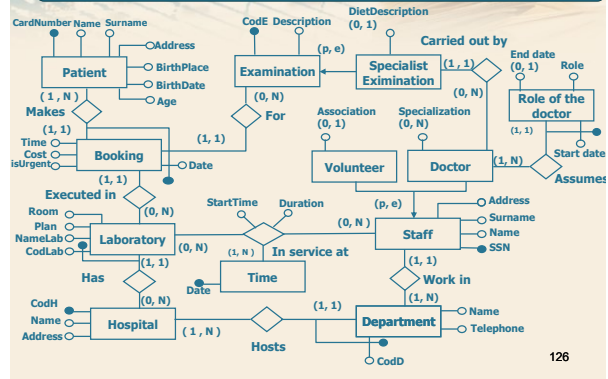 CardNumber Name Surname
Address
BirthPlace
BirthDate
Age
Patient
(1, N)
Makes
(1, 1)
Time
Cost
isUrgent
Booking
Date
(1, 1)
Executed in
(0, N)
CodE Description
(p, e)
Examination
(0, N)
For
(1, 1)
DietDescription
(0, 1)
Specialist
Eximination
(1, 1)
Carried out by
(0, N)
End date
(0, 1)
Role
Role of the
doctor
(1, 1)
Start date
Assumes
(1, N)
Association
(0, 1)
Specialization
(0, N)
Volunteer
Doctor
(p, e)
Room
Plan
NameLab
CodLab
Laboratory
(0, N)
StartTime
Duration
(1, N)
In service at
Time
Date
(0, N)
Staff
Address
Surname
Name
SSN
(1, 1)
Work in
(1, N)
(1, 1)
Has
(0, N)
CodH
Name
Address
Hospital
(1, N)
Hosts
(1, 1)
Department
Name
Telephone
CodD
126